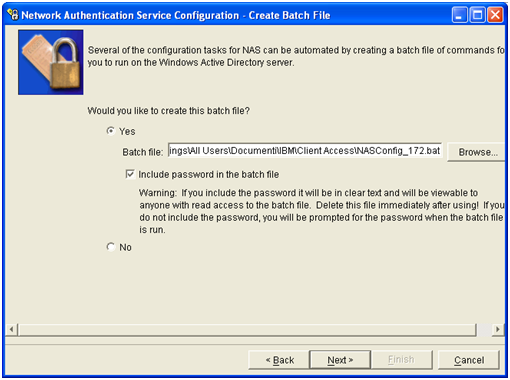 Network Authentication Service Configuration - Create Batch File
Several of the configuration tasks for NAS can be automated by creating a batch file of commands fo
you to run on the Windows Active Directory server.
Would you like to create this batch file?
Yes
Batch file: ings\All Users\Documenti\IBM\Client Access\NASConfig_172.bat Browse...
Include password in the batch file
Warning: If you include the password it will be in clear text and will be viewable to
anyone with read access to the batch file. Delete this file immediately after using! If you
do not include the password, you will be prompted for the password when the batch file
is run.
No
< Back Next > Finish Cancel